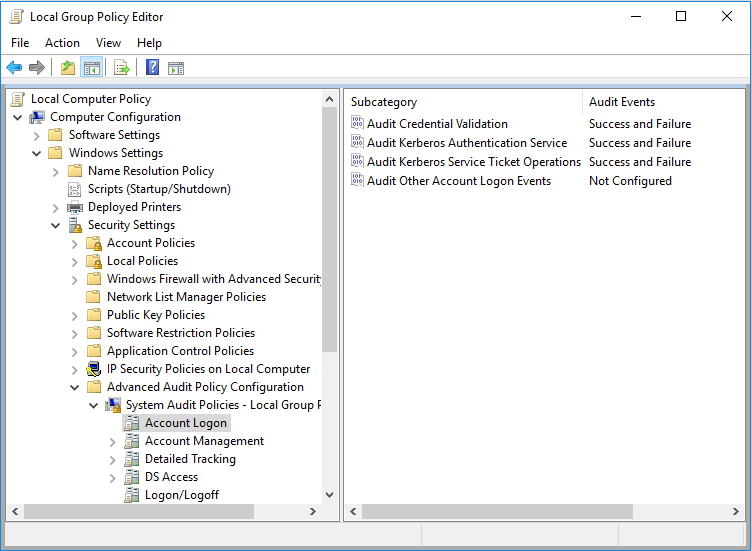 Local Group Policy Editor
File Action View Help
Local Computer Policy
Computer Configuration
Software Settings
Windows Settings
Name Resolution Policy
Scripts (Startup/Shutdown)
Deployed Printers
Security Settings
Account Policies
Local Policies
Windows Firewall with Advanced Securit
Network List Manager Policies
Public Key Policies
Software Restriction Policies
Application Control Policies
IP Security Policies on Local Computer
Advanced Audit Policy Configuration
System Audit Policies - Local Group P
Account Logon
Account Management
Detailed Tracking
DS Access
Logon/Logoff
Subcategory Audit Events
Audit Credential Validation Success and Failure
Audit Kerberos Authentication Service Success and Failure
Audit Kerberos Service Ticket Operations Success and Failure
Audit Other Account Logon Events Not Configured